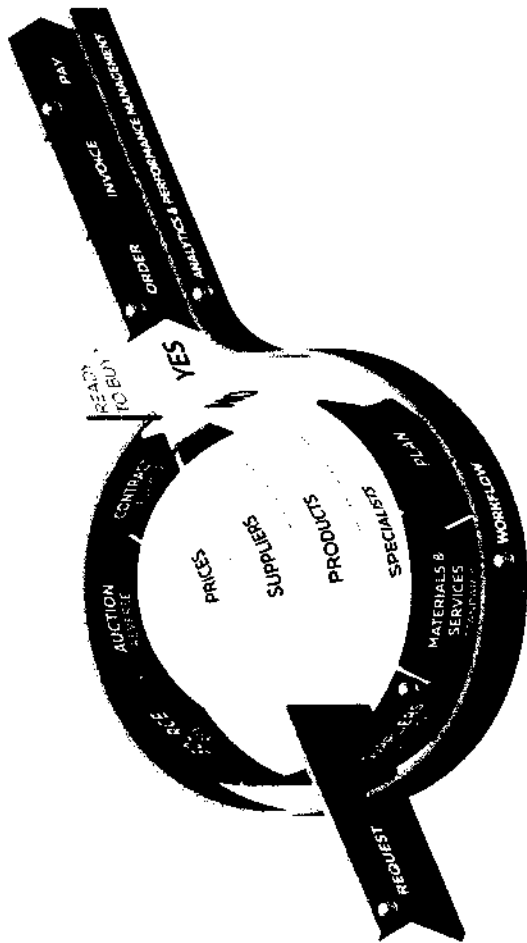 REQUEST
AUCTION
REVERSE
CONTRACT
READY
TO BUY
YES
ORDER
INVOICE
PAY
ANALYTICS & PERFORMANCE MANAGEMENT
PRICES
SUPPLIERS
PRODUCTS
SPECIALISTS
PLAN
MATERIALS &
SERVICES
WORKFLOW